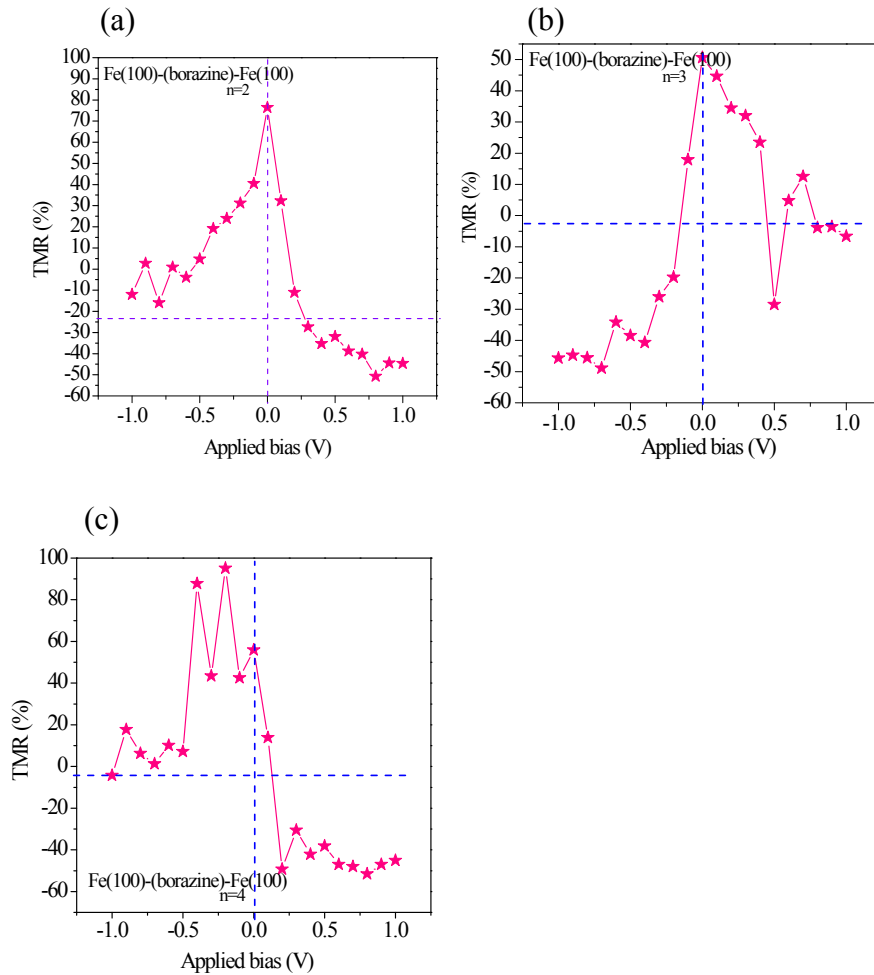 (a)
100
90
80
70
60
50
40
30
20
10
0
-10
-20
-30
-40
-50
-60
TMR (%)
Fe(100)-(borazine)-Fe(100)
n=2
-1.0 -0.5 0.0 0.5 1.0
Applied bias (V)
(b)
50
40
30
20
10
0
-10
-20
-30
-40
-50
-60
TMR (%)
Fe(100)-(borazine)-Fe(100)
n=3
-1.0 -0.5 0.0 0.5 1.0
Applied bias (V)
(c)
100
80
60
40
20
0
-20
-40
-60
TMR (%)
Fe(100)-(borazine)-Fe(100)
n=4
-1.0 -0.5 0.0 0.5 1.0
Applied bias (V)